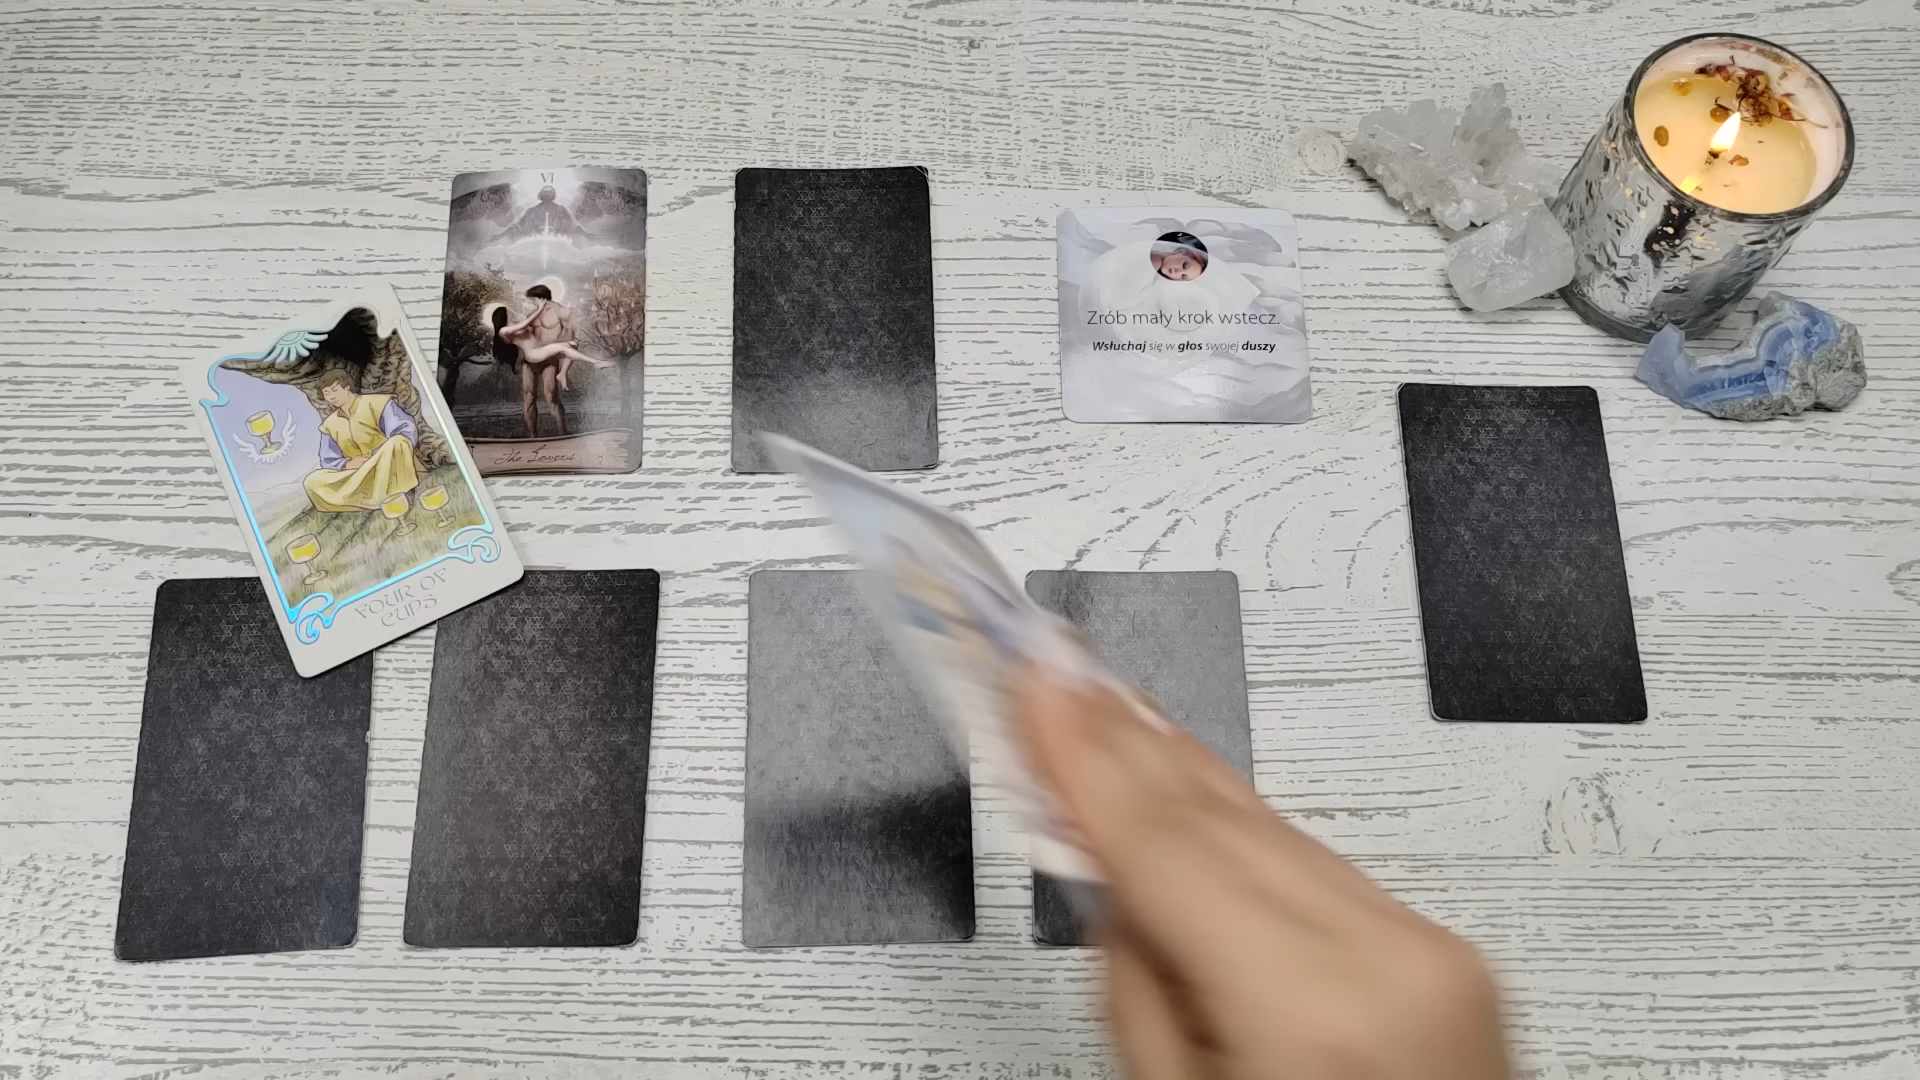 VI
The Lovers
Zrób mały krok wstecz.
Wsłuchaj się w głos swojej duszy.
FOUR OF
CUPS